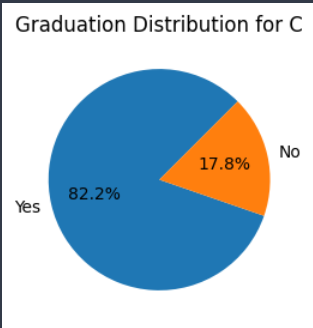 Graduation Distribution for C
No
17.8%
82.2%
Yes